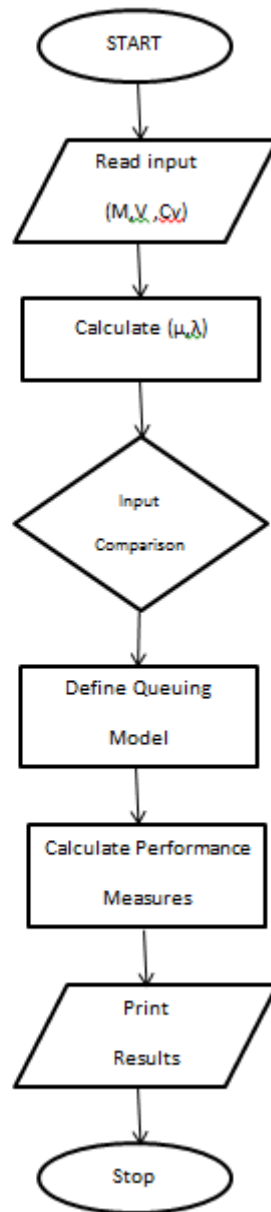 START
Read input
(M,V ,Cv)
Calculate (μ,λ)
Input
Comparison
Define Queuing
Model
Calculate Performance
Measures
Print
Results
Stop